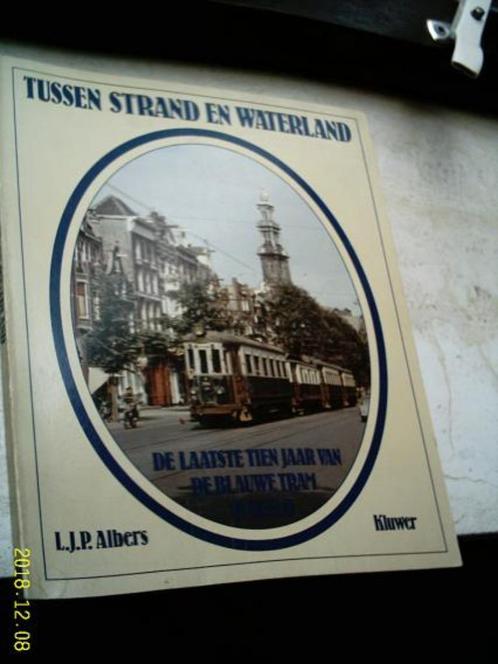 TUSSEN STRAND EN WATERLAND
DE LAATSTE TIEN JAAR VAN
DE BLAUWE TRAM
L.J.P. Albers
Kluwer
2018.12.08